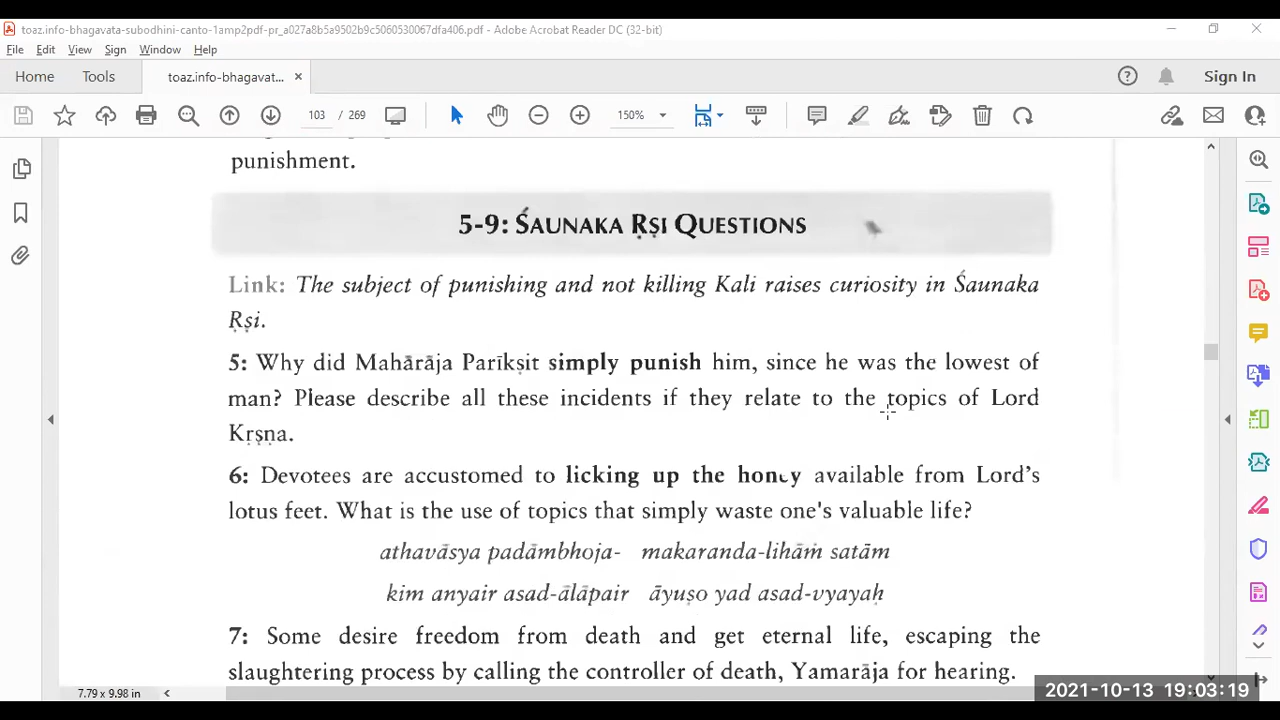 toaz.info-bhagavata-subodhini-canto-1amp2pdf-pr_a027a8b5a9502b9c5060530067dfa406.pdf - Adobe Acrobat Reader DC (32-bit)
File Edit View Sign Window Help
Home Tools toaz.info-bhagavat... × Sign In
103 / 269 150%
punishment.
5-9: ŚAUNAKA ṚṢI QUESTIONS
Link: The subject of punishing and not killing Kali raises curiosity in Śaunaka
Ṛṣi.
5: Why did Mahārāja Parīkṣit simply punish him, since he was the lowest of
man? Please describe all these incidents if they relate to the topics of Lord
Kṛṣṇa.
6: Devotees are accustomed to licking up the honey available from Lord's
lotus feet. What is the use of topics that simply waste one's valuable life?
athavāsya padāmbhoja- makaranda-lihāṁ satām
kim anyair asad-ālāpair āyuṣo yad asad-vyayaḥ
7: Some desire freedom from death and get eternal life, escaping the
slaughtering process by calling the controller of death, Yamarāja for hearing.
7.79 x 9.98 in
2021-10-13 19:03:19